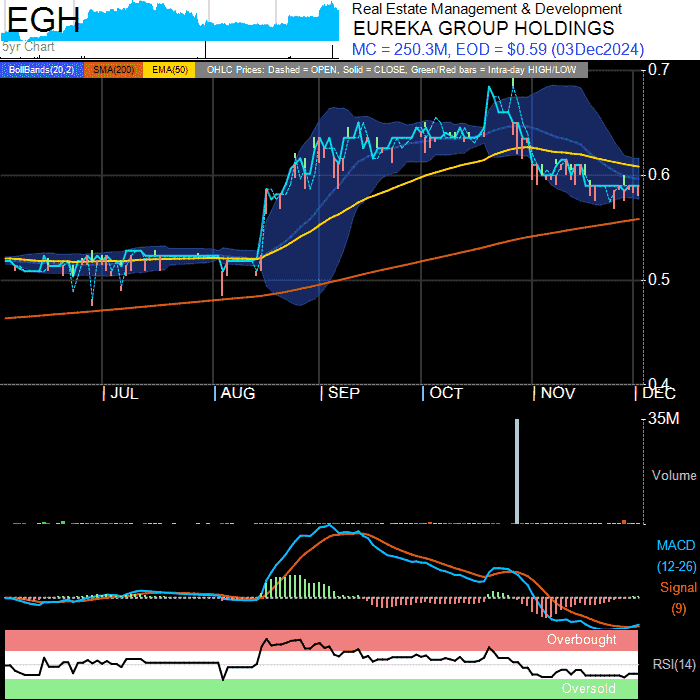 EGH
5yr Chart
Real Estate Management & Development
EUREKA GROUP HOLDINGS
MC = 250.3M, EOD = $0.59 (03Dec2024)
BollBands(20,2) SMA(200) EMA(50) OHLC Prices: Dashed = OPEN, Solid = CLOSE, Green/Red bars = Intra-day HIGH/LOW
0.7
0.6
0.5
0.4
JUL AUG SEP OCT NOV DEC
35M
Volume
MACD
(12-26)
Signal
(9)
Overbought
RSI(14)
Oversold